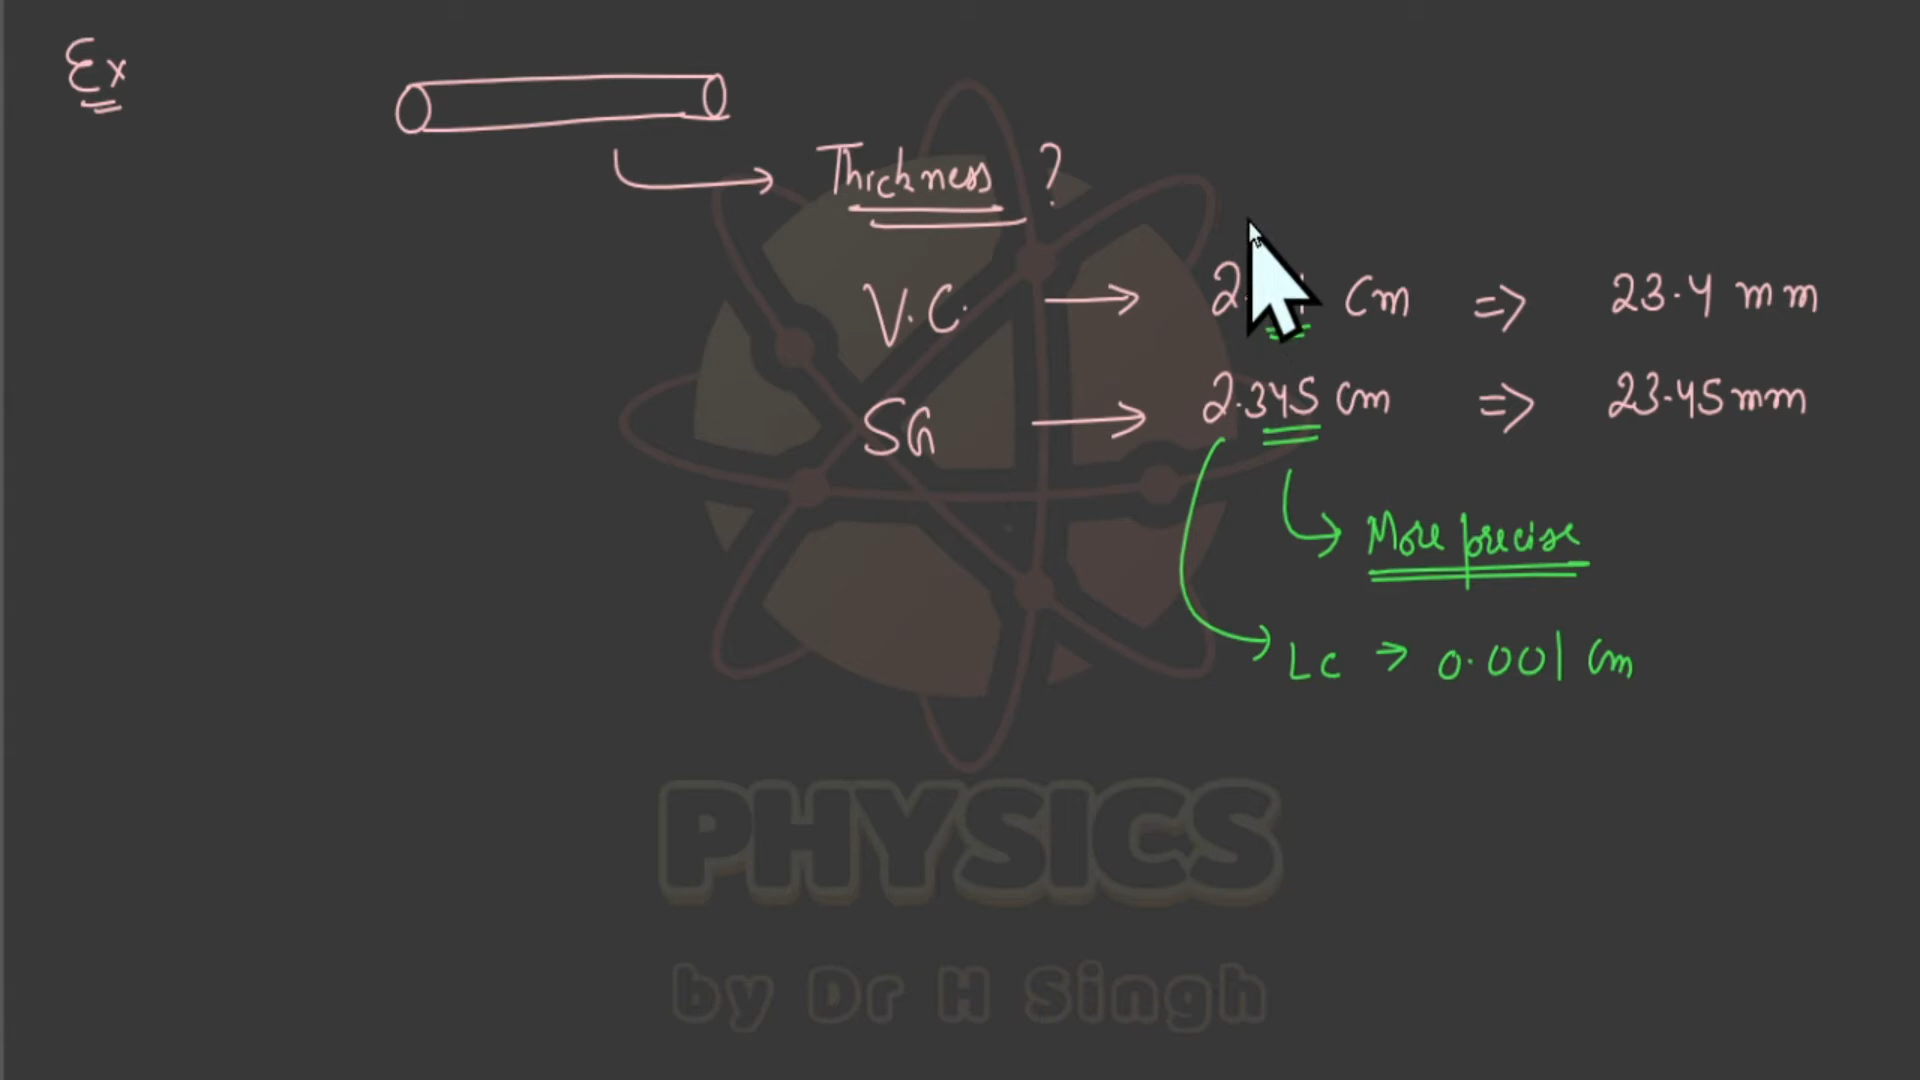 Ex
Thickness ?
V.C. → 2. cm => 23.4 mm
SG → 2.345 cm => 23.45 mm
More precise
LC → 0.001 cm
PHYSICS
by Dr H Singh